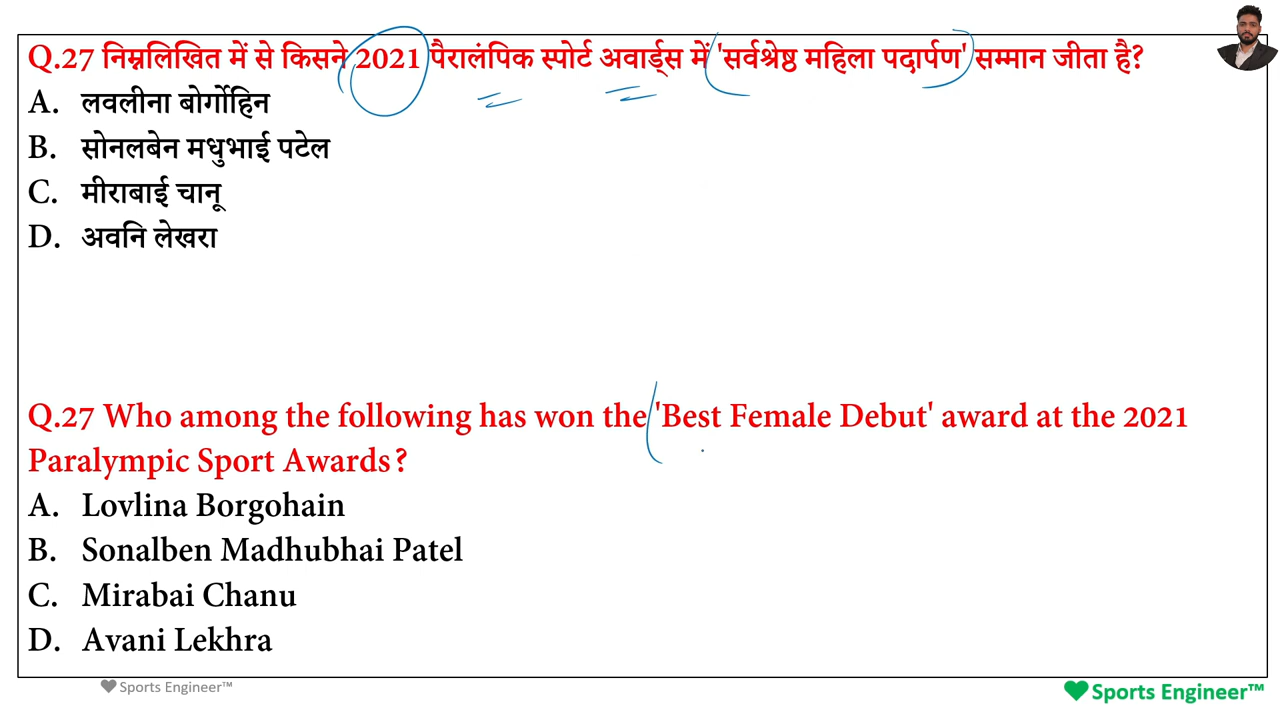 Q.27 निम्नलिखित में से किसने 2021 पैरालंपिक स्पोर्ट अवार्ड्स में 'सर्वश्रेष्ठ महिला पदार्पण' सम्मान जीता है?
A. लवलीना बोर्गोहिन
B. सोनलबेन मधुभाई पटेल
C. मीराबाई चानू
D. अवनि लेखरा
Q.27 Who among the following has won the 'Best Female Debut' award at the 2021
Paralympic Sport Awards?
A. Lovlina Borgohain
B. Sonalben Madhubhai Patel
C. Mirabai Chanu
D. Avani Lekhra
Sports Engineer™
Sports Engineer™